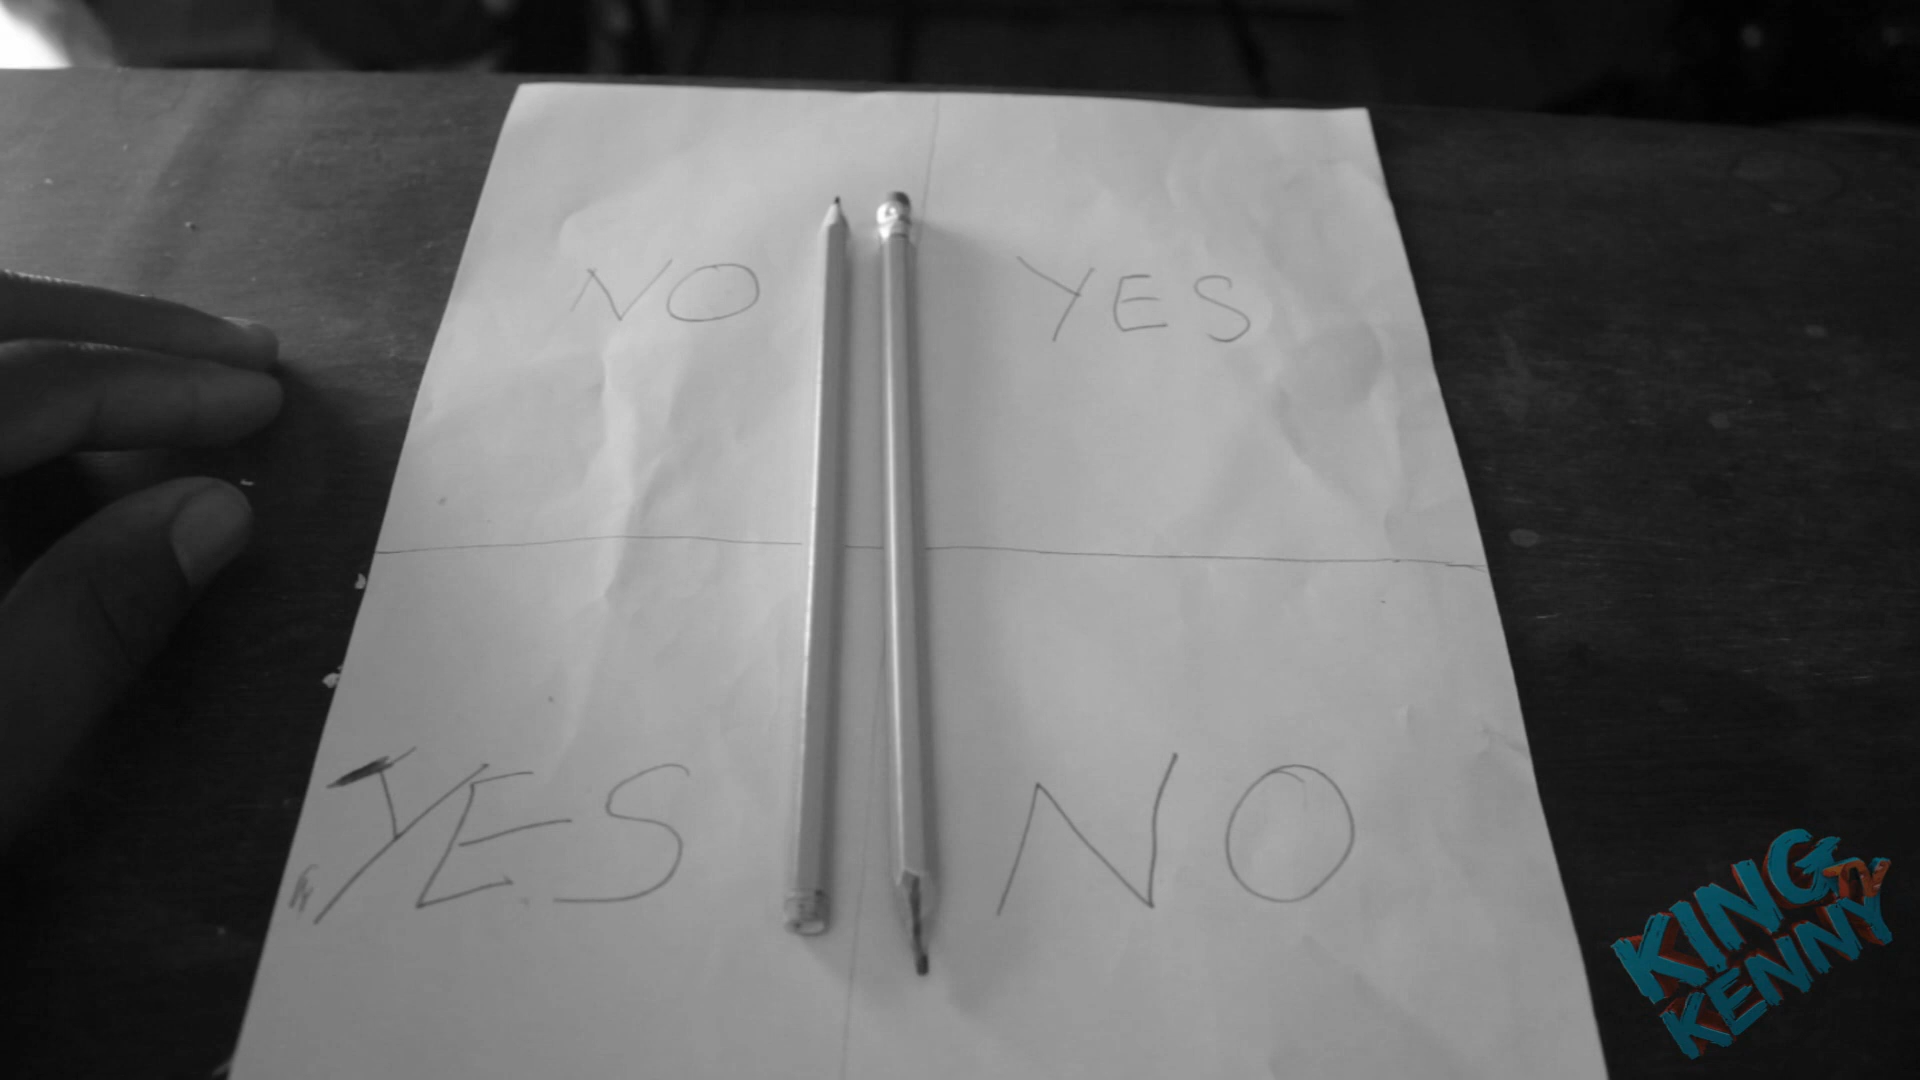 NO YES
YES NO
KING TV
KENNY